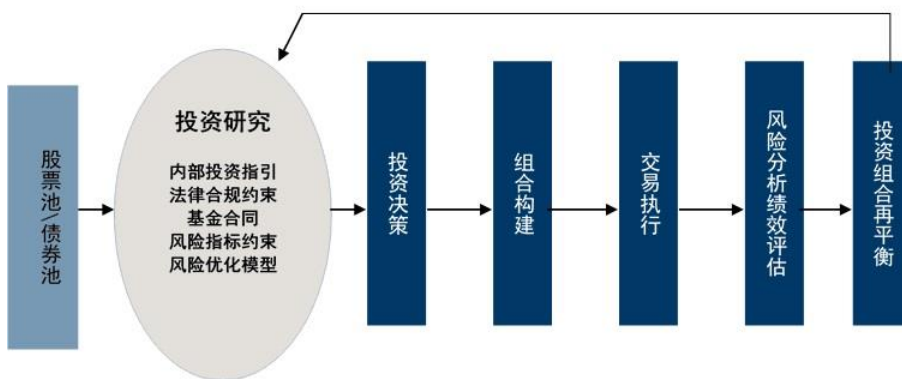 股票池\债券池
投资研究
内部投资指引
法律合规约束
基金合同
风险指标约束
风险优化模型
投资决策
组合构建
交易执行
风险分析绩效评估
投资组合再平衡